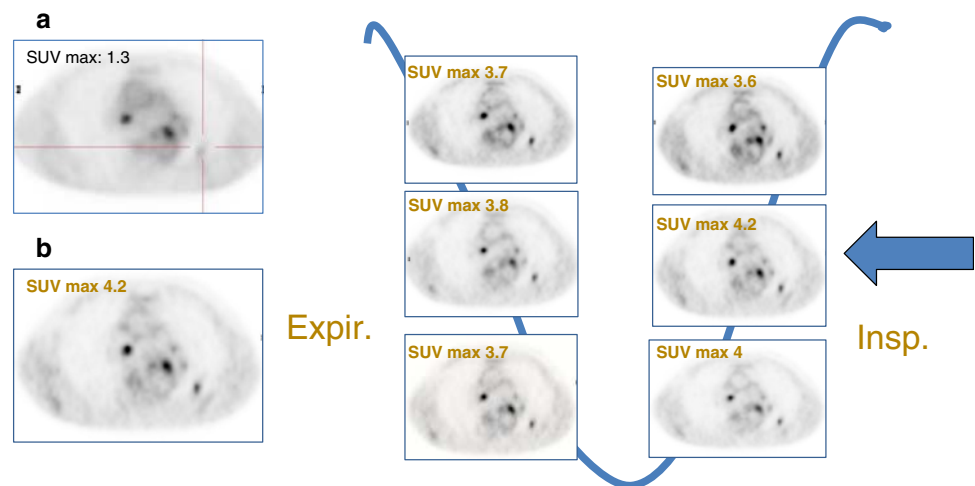 a
SUV max: 1.3
b
SUV max 4.2
Expir.
SUV max 3.7
SUV max 3.8
SUV max 3.7
SUV max 3.6
SUV max 4.2
SUV max 4
Insp.